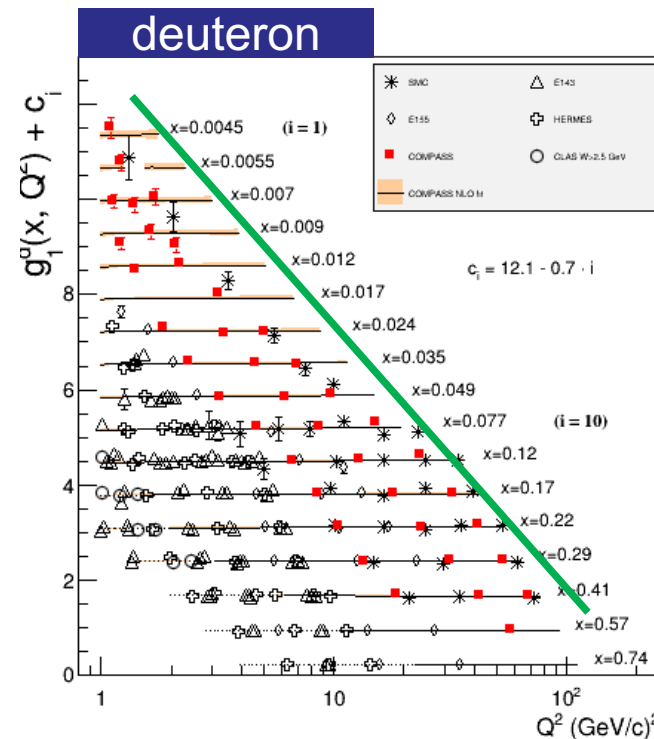 deuteron
g₁ᵈ(x, Q²) + cᵢ
SMC
E143
E155
HERMES
COMPASS
CLAS W>2.5 GeV
COMPASS NLO fit
x=0.0045 (i = 1)
x=0.0055
x=0.007
x=0.009
x=0.012
cᵢ = 12.1 - 0.7 · i
8
x=0.017
x=0.024
x=0.035
6
x=0.049
x=0.077 (i = 10)
x=0.12
4
x=0.17
x=0.22
x=0.29
2
x=0.41
x=0.57
x=0.74
0
1
10
10²
Q² (GeV/c)²